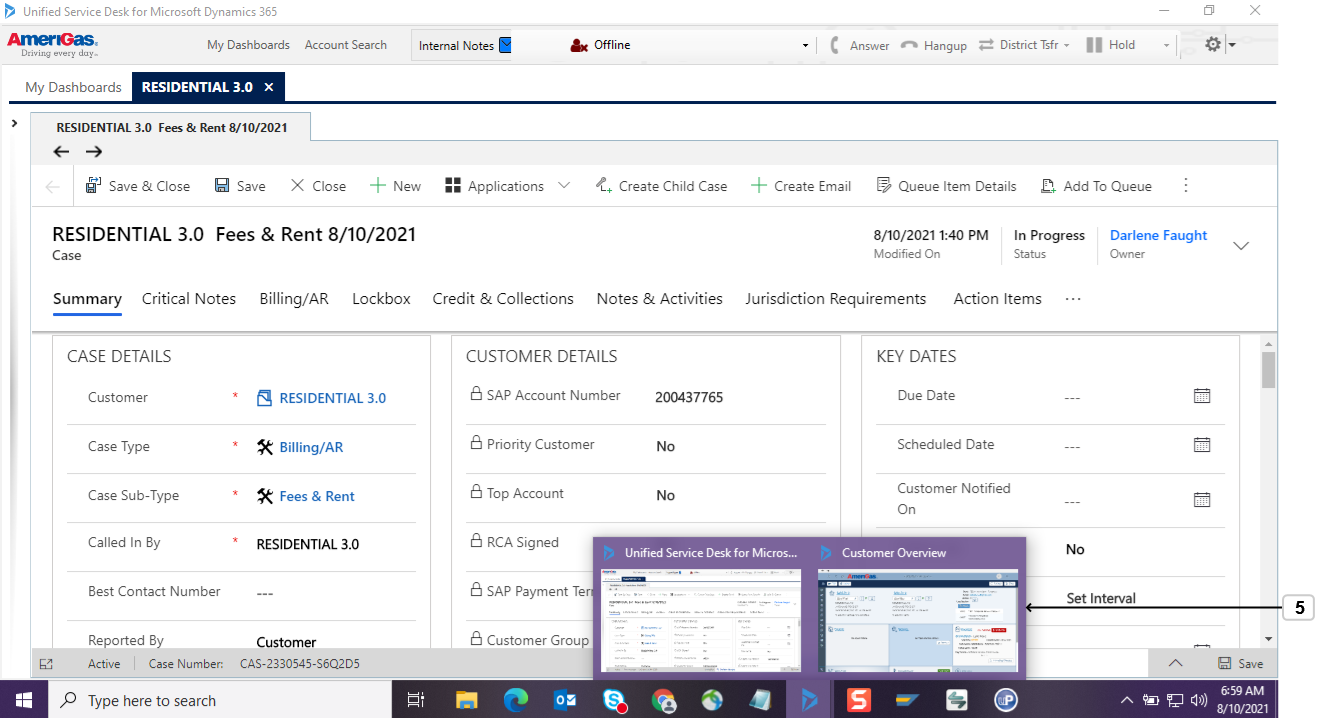 Unified Service Desk for Microsoft Dynamics 365
AmeriGas
Driving every day
My Dashboards Account Search Internal Notes Offline Answer Hangup District Tsfr Hold
My Dashboards RESIDENTIAL 3.0 ×
RESIDENTIAL 3.0 Fees & Rent 8/10/2021
Save & Close Save Close New Applications Create Child Case Create Email Queue Item Details Add To Queue
RESIDENTIAL 3.0 Fees & Rent 8/10/2021
Case
8/10/2021 1:40 PM In Progress Darlene Faught
Modified On Status Owner
Summary Critical Notes Billing/AR Lockbox Credit & Collections Notes & Activities Jurisdiction Requirements Action Items ...
CASE DETAILS
Customer * RESIDENTIAL 3.0
Case Type * Billing/AR
Case Sub-Type * Fees & Rent
Called In By * RESIDENTIAL 3.0
Best Contact Number ---
Reported By Customer
CUSTOMER DETAILS
SAP Account Number 200437765
Priority Customer No
Top Account No
RCA Signed
SAP Payment Ter
Customer Group
KEY DATES
Due Date ---
Scheduled Date ---
Customer Notified
On ---
No
Set Interval
Unified Service Desk for Micros... Customer Overview
5
Active Case Number: CAS-2330545-S6Q2D5 Save
Type here to search
6:59 AM
8/10/2021